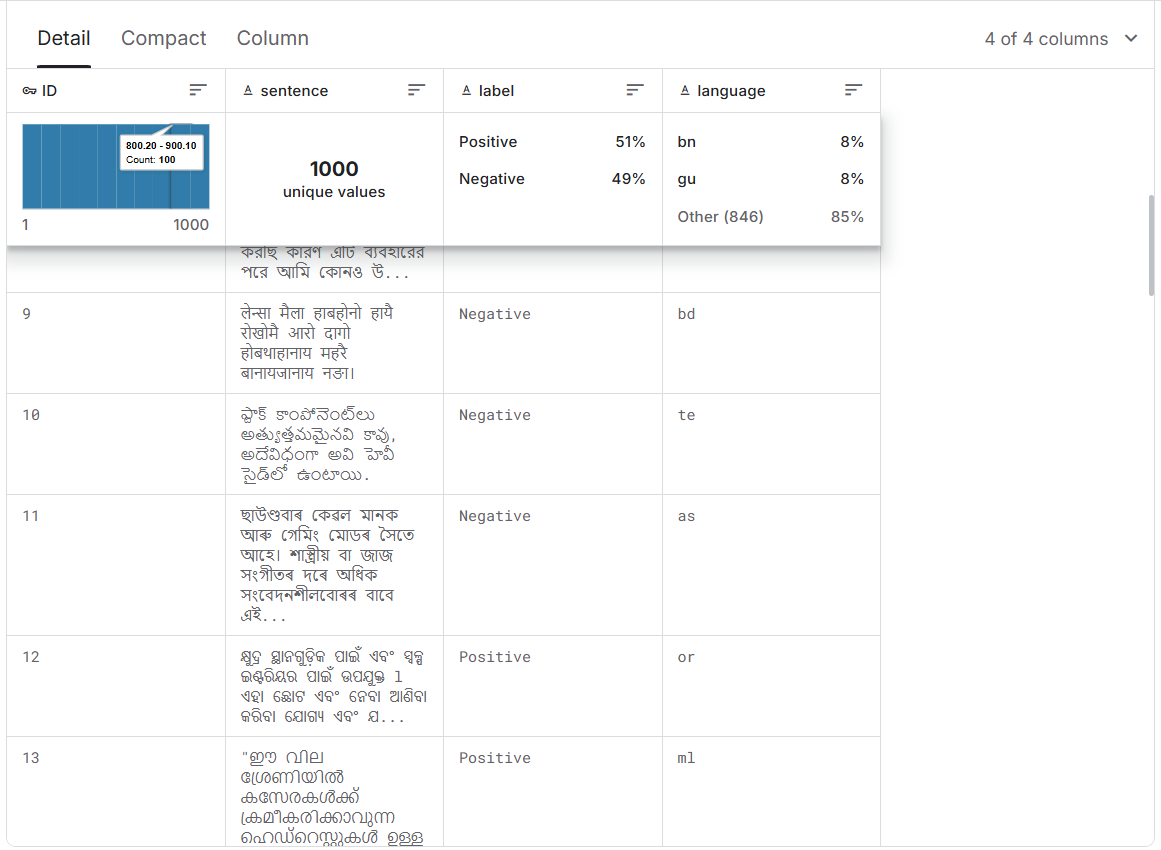 Detail Compact Column 4 of 4 columns
ID sentence label language
800.20 - 900.10
Count: 100
1 1000
1000
unique values
Positive 51%
Negative 49%
bn 8%
gu 8%
Other (846) 85%
করছি কারণ এটি ব্যবহারের
পরে আমি কোনও উ...
9
लेन्सा मैला हाबहोनो हायै
रोखोमै आरो दागो
होबथाहानाय महरै
बानायजानाय नङा।
Negative
bd
10
ఫ్లాక్ కాంపోనెంట్‌లు
అత్యుత్తమమైనవి కావు,
అదేవిధంగా అవి హెవీ
సైడ్‌లో ఉంటాయి.
Negative
te
11
ছাউণ্ডবাৰ কেৱল মানক
আৰু গেমিং মোডৰ সৈতে
আহে। শাস্ত্ৰীয় বা জাজ
সংগীতৰ দৰে অধিক
সংবেদনশীলবোৰৰ বাবে
এই...
Negative
as
12
କ୍ଷୁଦ୍ର ସ୍ଥାନଗୁଡ଼ିକ ପାଇଁ ଏବଂ ସ୍ୱଳ୍ପ
ଇଣ୍ଟରିୟର ପାଇଁ ଉପଯୁକ୍ତ l
ଏହା ଛୋଟ ଏବଂ ନେବା ଆଣିବା
କରିବା ଯୋଗ୍ୟ ଏବଂ ଯ...
Positive
or
13
"ഈ വില
ശ്രേണിയിൽ
കസേരകൾക്ക്
ക്രമീകരിക്കാവുന്ന
ഹെഡ്റെസ്റ്റുകൾ ഉള്ള
Positive
ml